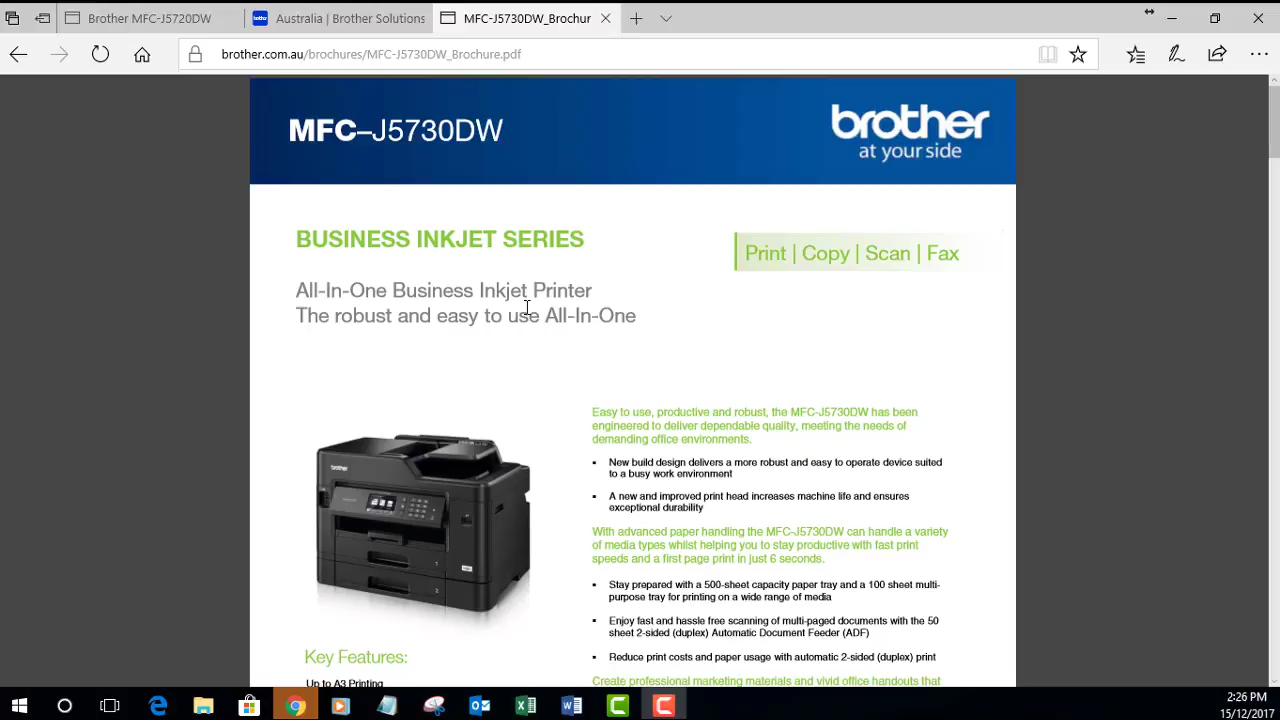 MFC-J5720DW
Australia | Brother
MFC-J5730DW_Brochur
brother.com.au/brochures/MFC-J5730DW_Brochure.pdf
MFC–J5730DW
brother
at your side
BUSINESS INKJET SERIES
Print | Copy | Scan | Fax
All-In-One Business Inkjet Printer
The robust and easy to use All-In-One
Easy to use, productive and robust, the MFC-J5730DW has been
engineered to deliver dependable quality, meeting the needs of
demanding office environments.
▪ New build design delivers a more robust and easy to operate device suited
to a busy work environment
▪ A new and improved print head increases machine life and ensures
exceptional durability
With advanced paper handling the MFC-J5730DW can handle a variety
of media types whilst helping you to stay productive with fast print
speeds and a first page print in just 6 seconds.
▪ Stay prepared with a 500-sheet capacity paper tray and a 100 sheet multi-
purpose tray for printing on a wide range of media
▪ Enjoy fast and hassle free scanning of multi-paged documents with the 50
sheet 2-sided (duplex) Automatic Document Feeder (ADF)
▪ Reduce print costs and paper usage with automatic 2-sided (duplex) print
Create professional marketing materials and vivid office handouts that
brother
1
2
Key Features:
Up to A3 Printing
2:26 PM
15/12/2017